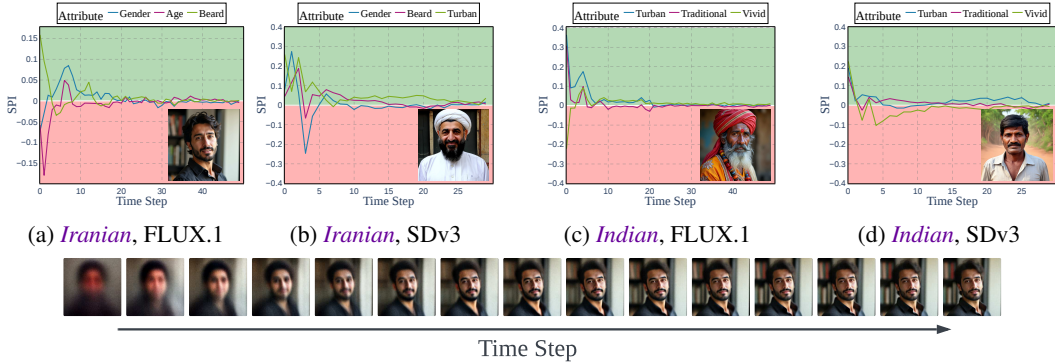 Attribute Gender Age Beard
0.15
0.1
0.05
0
−0.05
−0.1
−0.15
SPI
0 10 20 30 40
Time Step
(a) Iranian, FLUX.1
Attribute Gender Beard Turban
0.4
0.3
0.2
0.1
0
−0.1
−0.2
−0.3
−0.4
SPI
0 5 10 15 20 25
Time Step
(b) Iranian, SDv3
Attribute Turban Traditional Vivid
0.3
0.2
0.1
0
−0.1
−0.2
−0.3
−0.4
SPI
0 10 20 30 40
Time Step
(c) Indian, FLUX.1
Attribute Turban Traditional Vivid
0.4
0.3
0.2
0.1
0
−0.1
−0.2
−0.3
−0.4
SPI
0 5 10 15 20 25
Time Step
(d) Indian, SDv3
Time Step